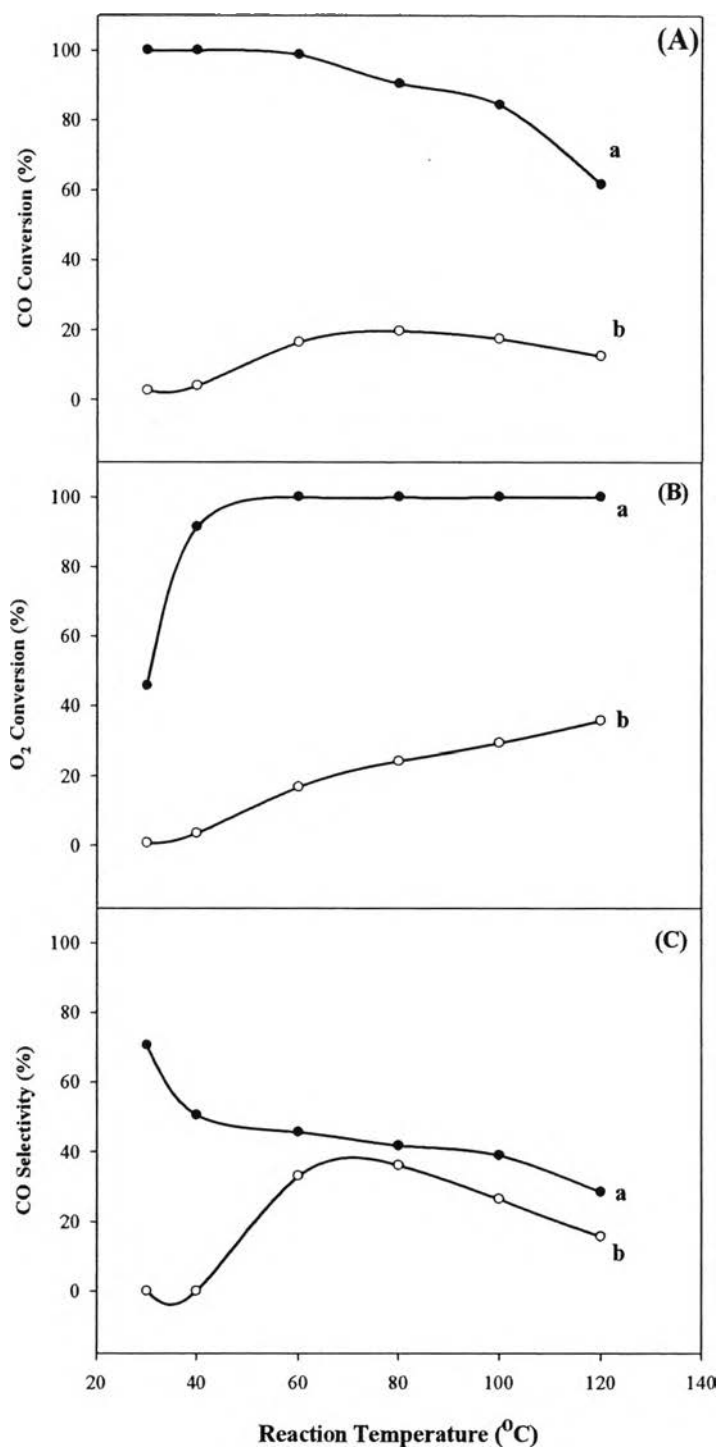 (A)
100
80
60
40
20
0
CO Conversion (%)
a
b
(B)
100
80
60
40
20
0
O2 Conversion (%)
a
b
(C)
100
80
60
40
20
0
CO Selectivity (%)
a
b
20 40 60 80 100 120 140
Reaction Temperature (⁰C)